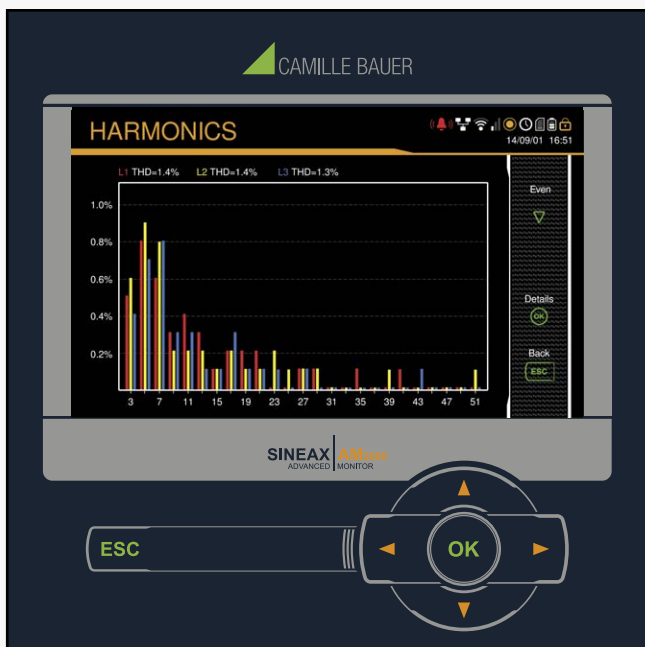 CAMILLE BAUER
HARMONICS
14/09/01 16:51
L1 THD=1.4% L2 THD=1.4% L3 THD=1.3%
Even
1.0%
0.8%
0.6%
0.4%
0.2%
Details
OK
Back
ESC
3 7 11 15 19 23 27 31 35 39 43 47 51
SINEAX
ADVANCED MONITOR
ESC
OK